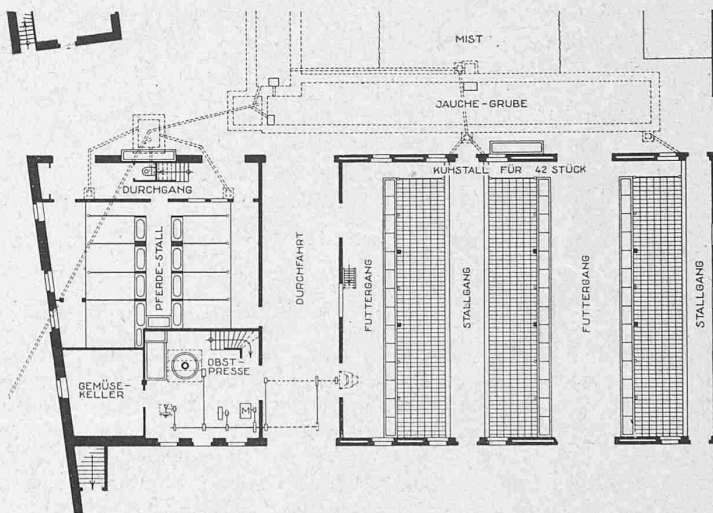 MIST
JAUCHE-GRUBE
KUHSTALL FÜR 42 STÜCK
DURCHGANG
PFERDE-STALL
DURCHFAHRT
FUTTERGANG
STALLGANG
FUTTERGANG
STALLGANG
OBST-
PRESSE
GEMÜSE-
KELLER
M